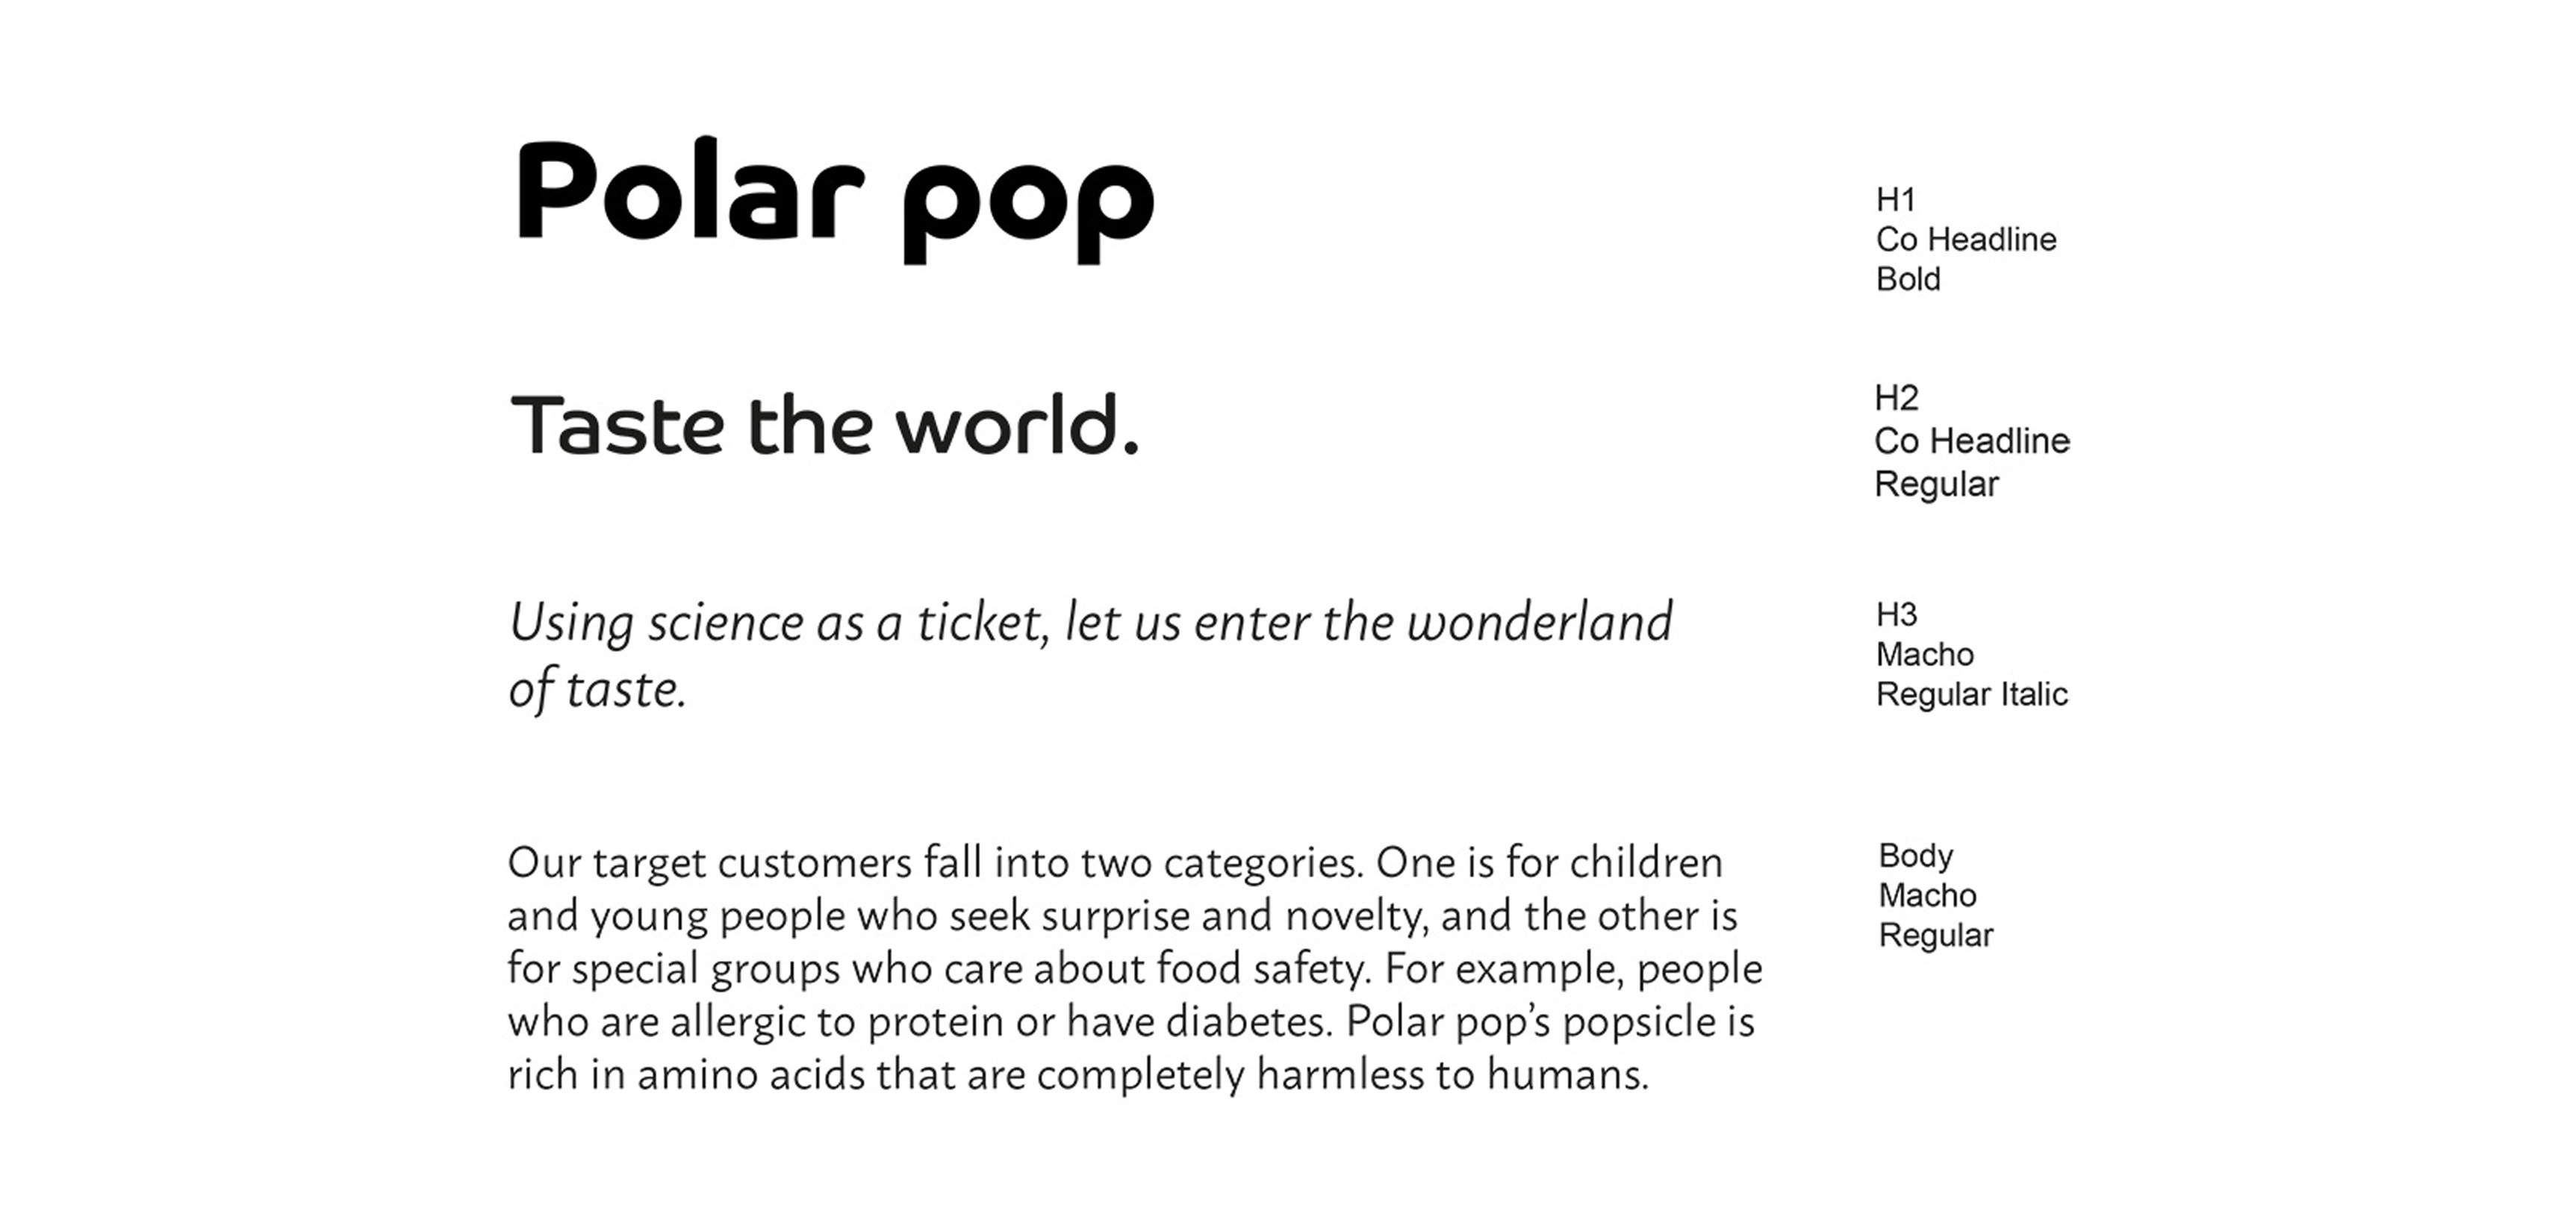 Polar pop
H1
Co Headline
Bold
Taste the world.
H2
Co Headline
Regular
Using science as a ticket, let us enter the wonderland
of taste.
H3
Macho
Regular Italic
Our target customers fall into two categories. One is for children
and young people who seek surprise and novelty, and the other is
for special groups who care about food safety. For example, people
who are allergic to protein or have diabetes. Polar pop’s popsicle is
rich in amino acids that are completely harmless to humans.
Body
Macho
Regular